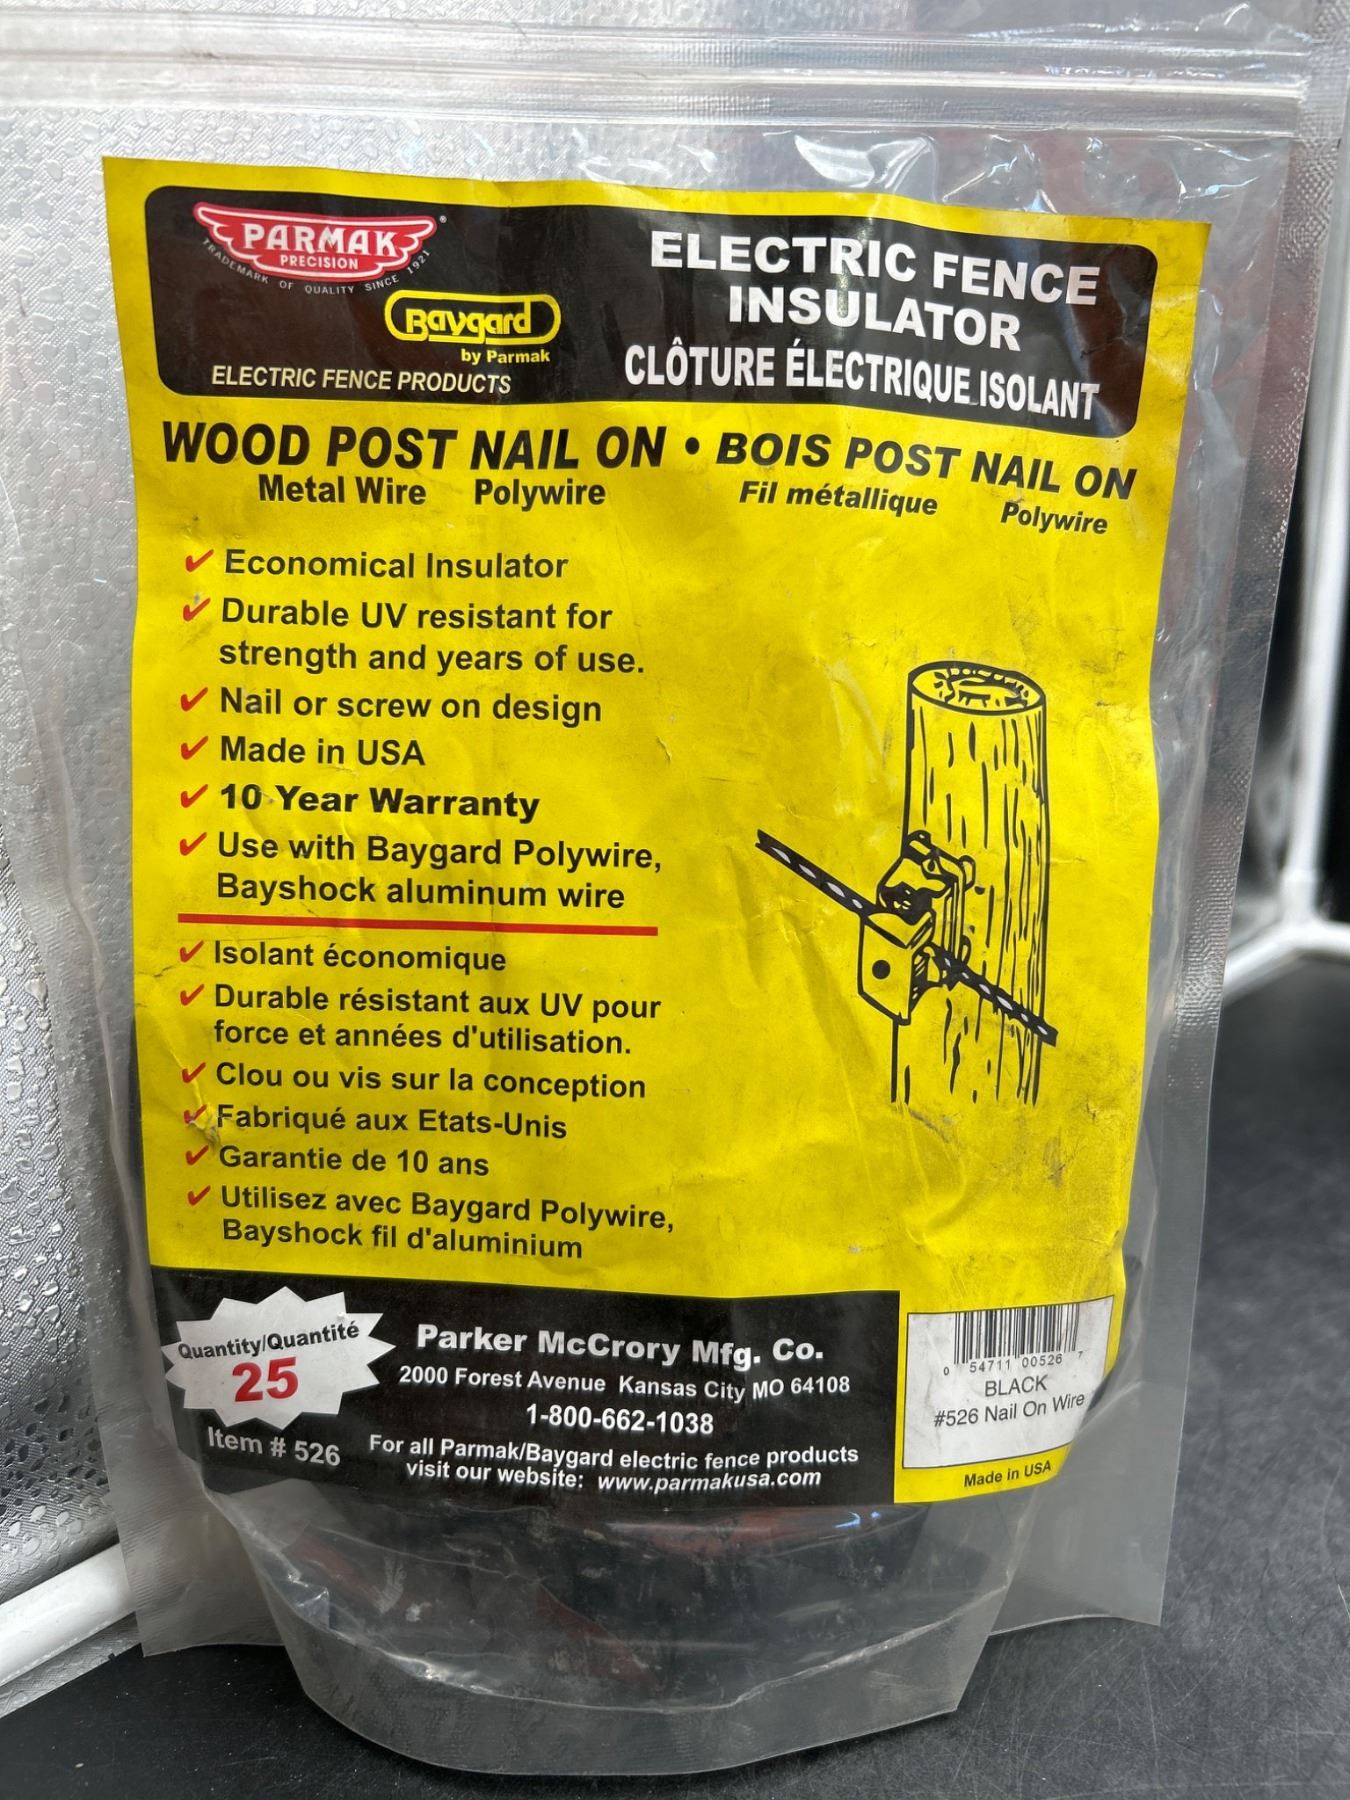 PARMAK®
PRECISION
TRADEMARK OF QUALITY SINCE 1921
Baygard
by Parmak
ELECTRIC FENCE PRODUCTS
ELECTRIC FENCE
INSULATOR
CLÔTURE ÉLECTRIQUE ISOLANT
WOOD POST NAIL ON • BOIS POST NAIL ON
Metal Wire Polywire Fil métallique Polywire
✓ Economical Insulator
✓ Durable UV resistant for
strength and years of use.
✓ Nail or screw on design
✓ Made in USA
✓ 10 Year Warranty
✓ Use with Baygard Polywire,
Bayshock aluminum wire
✓ Isolant économique
✓ Durable résistant aux UV pour
force et années d'utilisation.
✓ Clou ou vis sur la conception
✓ Fabriqué aux Etats-Unis
✓ Garantie de 10 ans
✓ Utilisez avec Baygard Polywire,
Bayshock fil d'aluminium
Quantity/Quantité
25
Item # 526
Parker McCrory Mfg. Co.
2000 Forest Avenue Kansas City MO 64108
1-800-662-1038
For all Parmak/Baygard electric fence products
visit our website: www.parmakusa.com
0 54711 00526 7
BLACK
#526 Nail On Wire
Made in USA